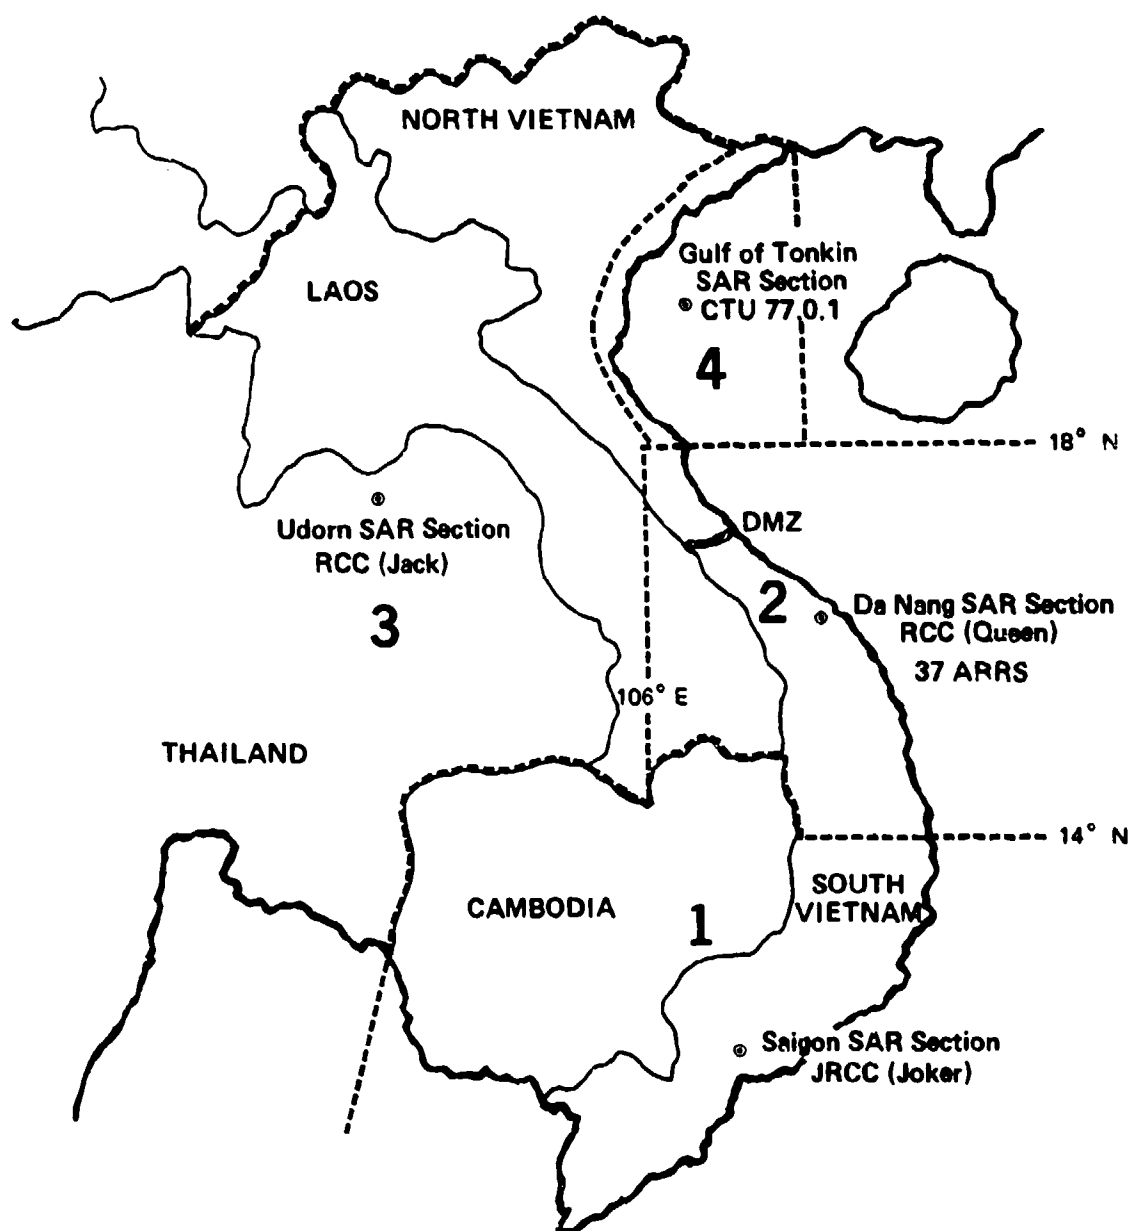 NORTH VIETNAM
Gulf of Tonkin
SAR Section
CTU 77.0.1
LAOS
4
18° N
Udorn SAR Section
RCC (Jack)
DMZ
3
2
Da Nang SAR Section
RCC (Queen)
37 ARRS
106° E
THAILAND
14° N
SOUTH
VIETNAM
CAMBODIA
1
Saigon SAR Section
JRCC (Joker)